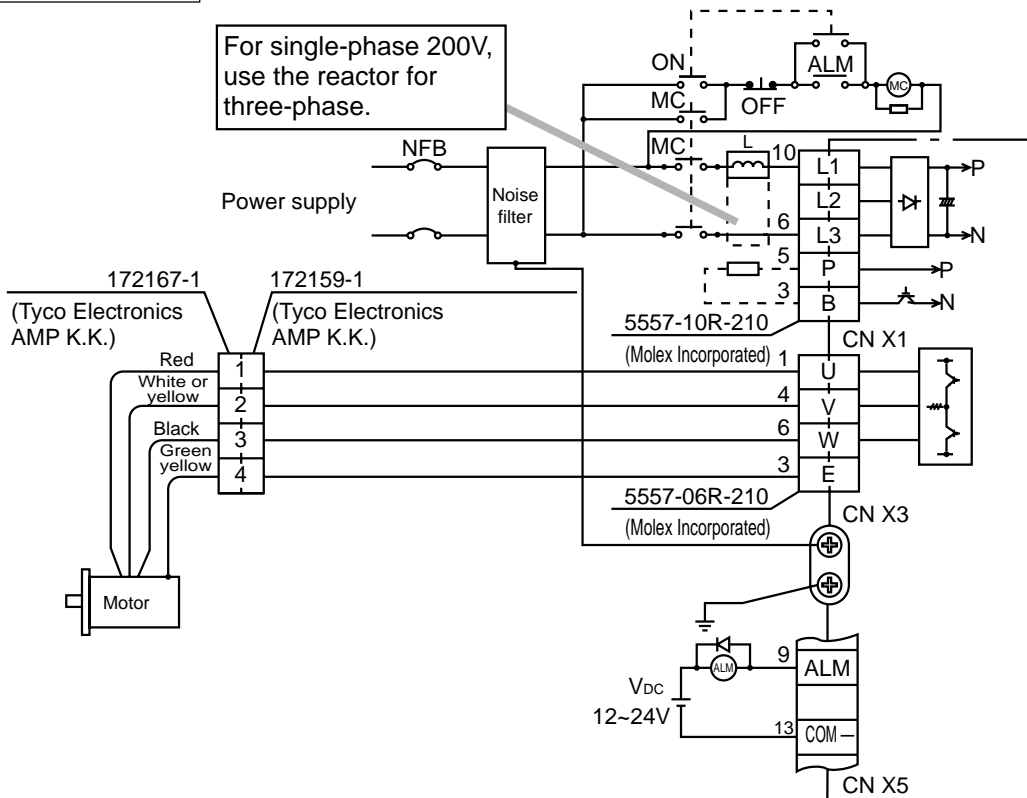 For single-phase 200V,
use the reactor for
three-phase.
ON
ALM
MC
OFF
MC
MC
L
10
L1
P
NFB
Power supply
Noise
filter
L2
6
L3
N
5
P
P
3
B
N
172167-1
172159-1
(Tyco Electronics
AMP K.K.)
(Tyco Electronics
AMP K.K.)
5557-10R-210
(Molex Incorporated)
CN X1
Red
1
1
U
White or
yellow
2
4
V
Black
3
6
W
Green
yellow
4
3
E
5557-06R-210
(Molex Incorporated)
CN X3
Motor
9
ALM
ALM
VDC
12~24V
13
COM –
CN X5